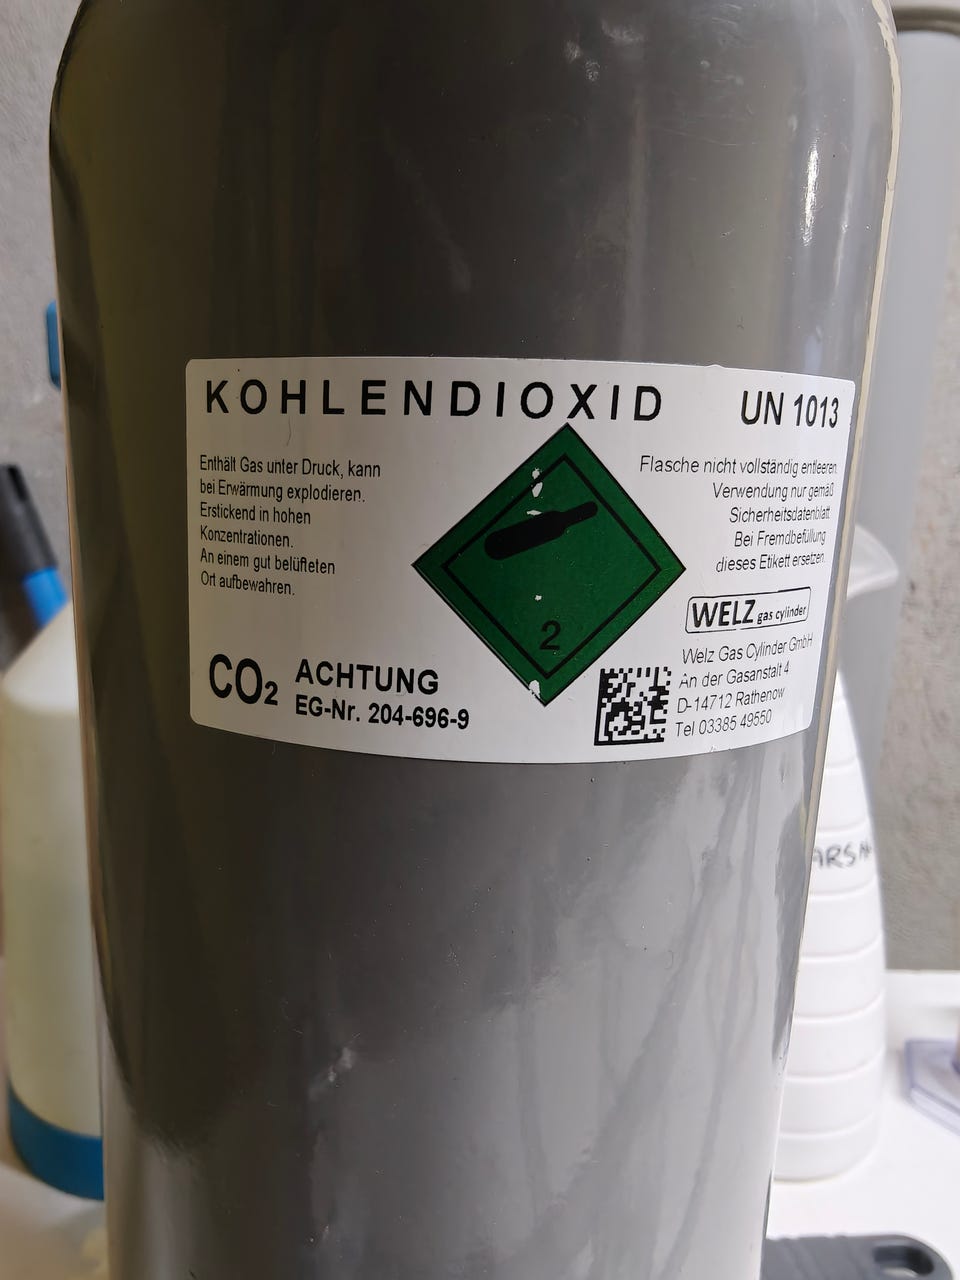 KOHLENDIOXID
UN 1013
Enthält Gas unter Druck, kann
bei Erwärmung explodieren.
Erstickend in hohen
Konzentrationen.
An einem gut belüfteten
Ort aufbewahren.
Flasche nicht vollständig entleeren.
Verwendung nur gemäß
Sicherheitsdatenblatt
Bei Fremdbefüllung
dieses Etikett ersetzen.
2
CO2
ACHTUNG
EG-Nr. 204-696-9
WELZ gas cylinder
Welz Gas Cylinder GmbH
An der Gasanstalt 4
D-14712 Rathenow
Tel 03385 49550